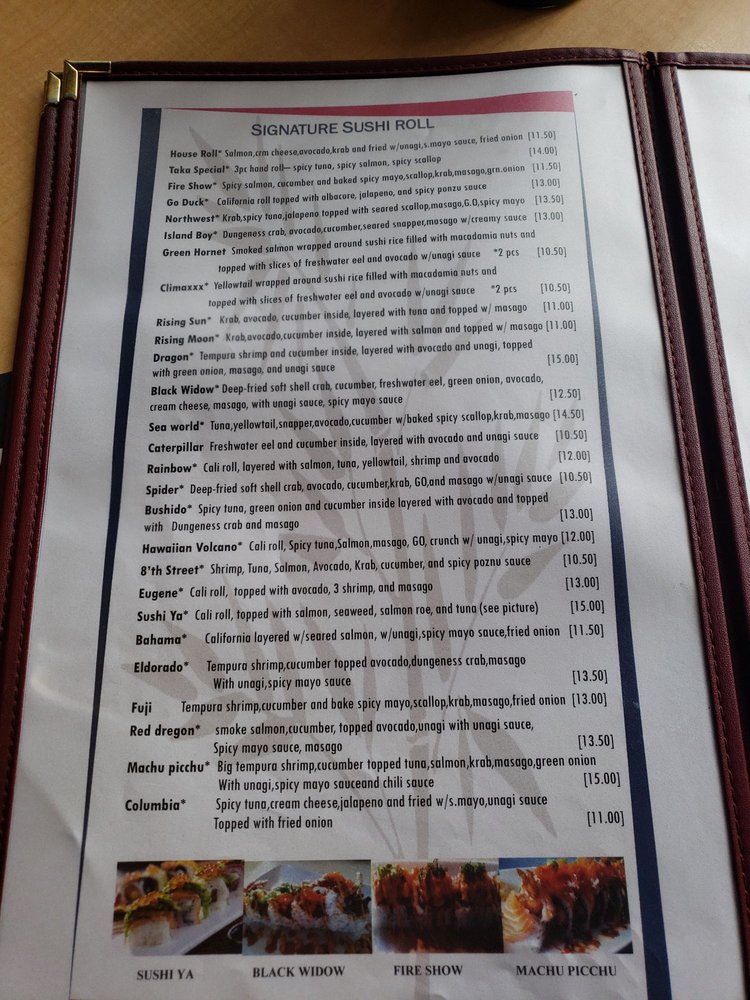 SIGNATURE SUSHI ROLL
House Roll* Salmon,crm cheese,avocado,krab and fried w/unagi,s.mayo sauce, fried onion [11.50]
Taka Special* 3pc hand roll— spicy tuna, spicy salmon, spicy scallop [14.00]
Fire Show* Spicy salmon, cucumber and baked spicy mayo,scallop,krab,masago,grn.onion [11.50]
Go Duck* California roll topped with albacore, jalapeno, and spicy ponzu sauce [13.00]
Northwest* Krab,spicy tuna,jalapeno topped with seared scallop,masago,G.O,spicy mayo [13.50]
Island Boy* Dungeness crab, avocado,cucumber,seared snapper,masago w/creamy sauce [13.00]
Green Hornet Smoked salmon wrapped around sushi rice filled with macadamia nuts and
topped with slices of freshwater eel and avocado w/unagi sauce *2 pcs [10.50]
Climaxxx* Yellowtail wrapped around sushi rice filled with macadamia nuts and
topped with slices of freshwater eel and avocado w/unagi sauce *2 pcs [10.50]
Rising Sun* Krab, avocado, cucumber inside, layered with tuna and topped w/ masago [11.00]
Rising Moon* Krab,avocado,cucumber inside, layered with salmon and topped w/ masago [11.00]
Dragon* Tempura shrimp and cucumber inside, layered with avocado and unagi, topped
with green onion, masago, and unagi sauce [15.00]
Black Widow* Deep-fried soft shell crab, cucumber, freshwater eel, green onion, avocado,
cream cheese, masago, with unagi sauce, spicy mayo sauce [12.50]
Sea world* Tuna,yellowtail,snapper,avocado,cucumber w/baked spicy scallop,krab,masago [14.50]
Caterpillar Freshwater eel and cucumber inside, layered with avocado and unagi sauce [10.50]
Rainbow* Cali roll, layered with salmon, tuna, yellowtail, shrimp and avocado [12.00]
Spider* Deep-fried soft shell crab, avocado, cucumber,krab, GO,and masago w/unagi sauce [10.50]
Bushido* Spicy tuna, green onion and cucumber inside layered with avocado and topped
with Dungeness crab and masago [13.00]
Hawaiian Volcano* Cali roll, Spicy tuna,Salmon,masago, GO, crunch w/ unagi,spicy mayo [12.00]
8'th Street* Shrimp, Tuna, Salmon, Avocado, Krab, cucumber, and spicy poznu sauce [10.50]
Eugene* Cali roll, topped with avocado, 3 shrimp, and masago [13.00]
Sushi Ya* Cali roll, topped with salmon, seaweed, salmon roe, and tuna (see picture) [15.00]
Bahama* California layered w/seared salmon, w/unagi,spicy mayo sauce,fried onion [11.50]
Eldorado* Tempura shrimp,cucumber topped avocado,dungeness crab,masago
With unagi,spicy mayo sauce [13.50]
Fuji Tempura shrimp,cucumber and bake spicy mayo,scallop,krab,masago,fried onion [13.00]
Red dregon* smoke salmon,cucumber, topped avocado,unagi with unagi sauce,
Spicy mayo sauce, masago [13.50]
Machu picchu* Big tempura shrimp,cucumber topped tuna,salmon,krab,masago,green onion
With unagi,spicy mayo sauceand chili sauce [15.00]
Columbia* Spicy tuna,cream cheese,jalapeno and fried w/s.mayo,unagi sauce
Topped with fried onion [11.00]
SUSHI YA BLACK WIDOW FIRE SHOW MACHU PICCHU